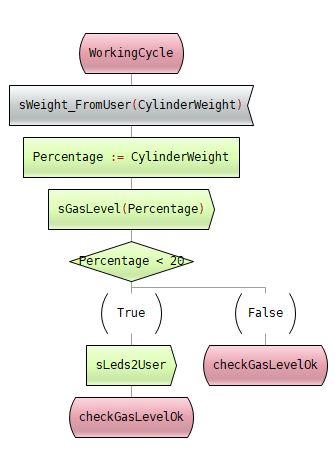 WorkingCycle
sWeight_FromUser(CylinderWeight)
Percentage := CylinderWeight
sGasLevel(Percentage)
Percentage < 20
True
False
sLeds2User
checkGasLevelOk
checkGasLevelOk